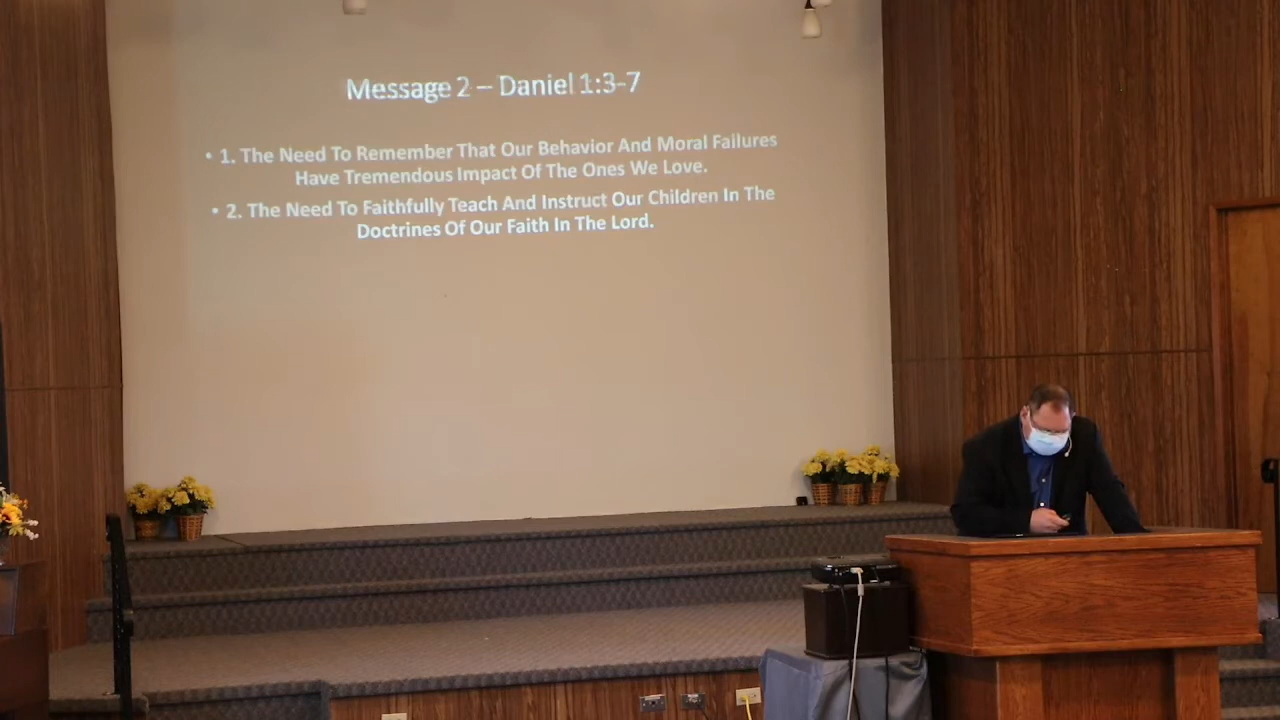 Message 2 – Daniel 1:3-7
• 1. The Need To Remember That Our Behavior And Moral Failures
Have Tremendous Impact Of The Ones We Love.
• 2. The Need To Faithfully Teach And Instruct Our Children In The
Doctrines Of Our Faith In The Lord.